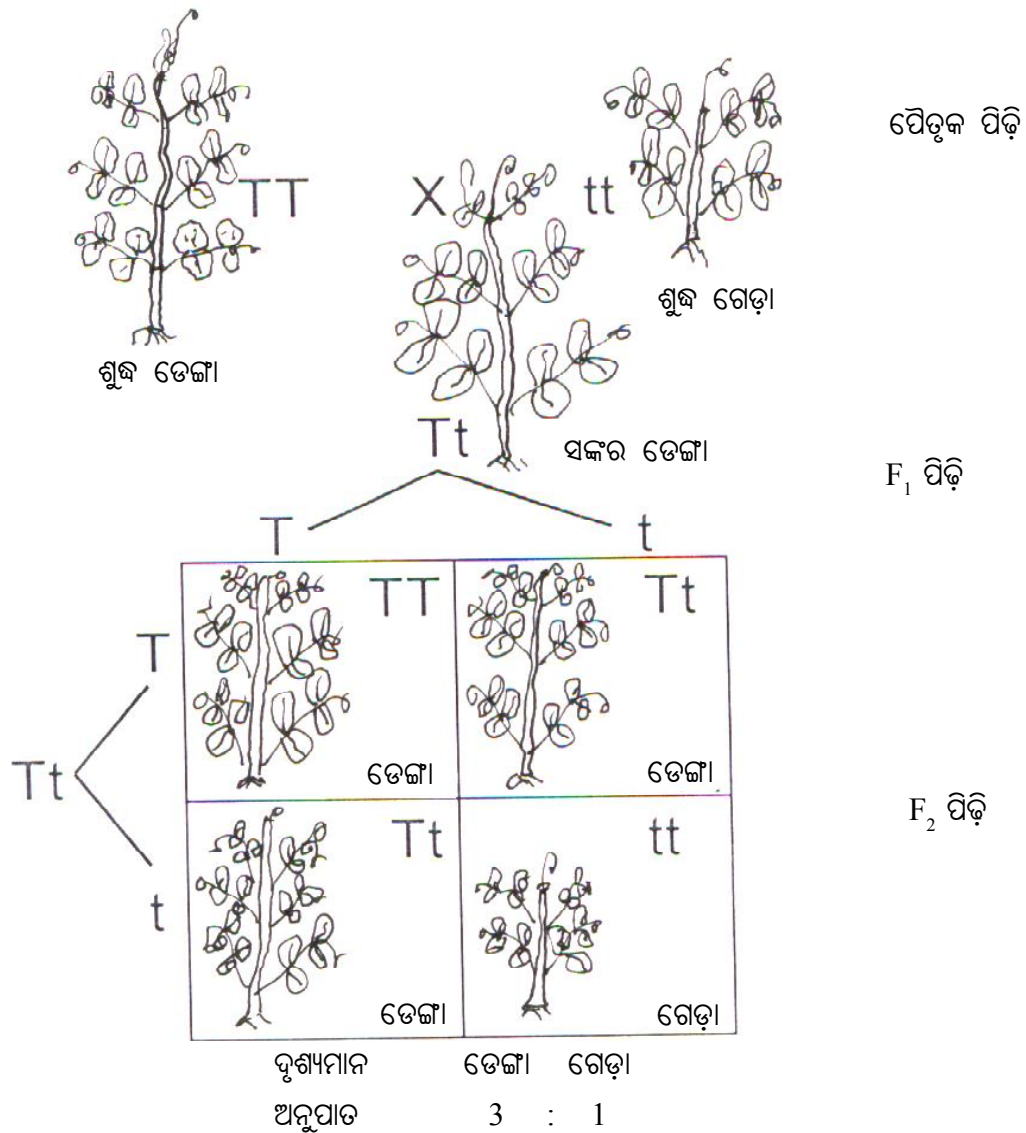 ପୈତୃକ ପିଢ଼ି
TT X tt
ଶୁଦ୍ଧ ଗେଡ଼ା
ଶୁଦ୍ଧ ଡେଙ୍ଗା
Tt
ସଙ୍କର ଡେଙ୍ଗା
F₁ ପିଢ଼ି
T t
TT Tt
T
ଡେଙ୍ଗା ଡେଙ୍ଗା
Tt
F₂ ପିଢ଼ି
Tt tt
t
ଡେଙ୍ଗା ଗେଡ଼ା
ଦୃଶ୍ୟମାନ ଡେଙ୍ଗା ଗେଡ଼ା
ଅନୁପାତ 3 : 1